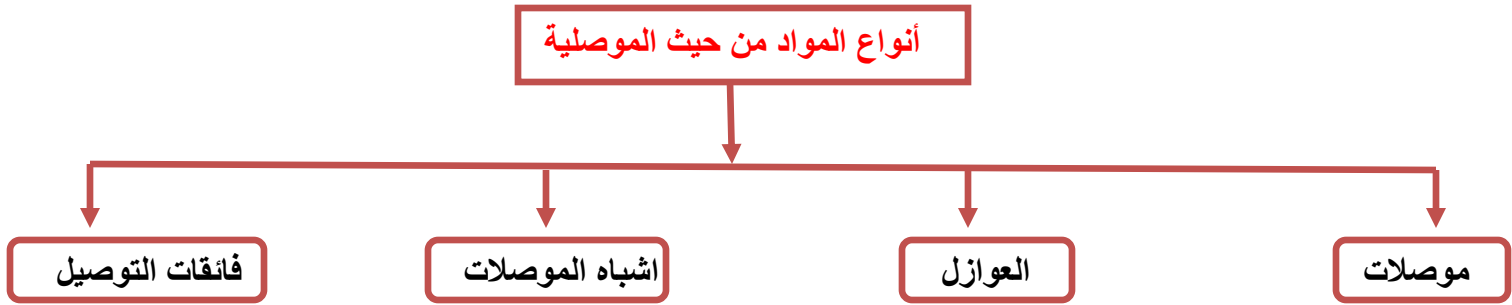 أنواع المواد من حيث الموصلية
موصلات
العوازل
اشباه الموصلات
فائقات التوصيل